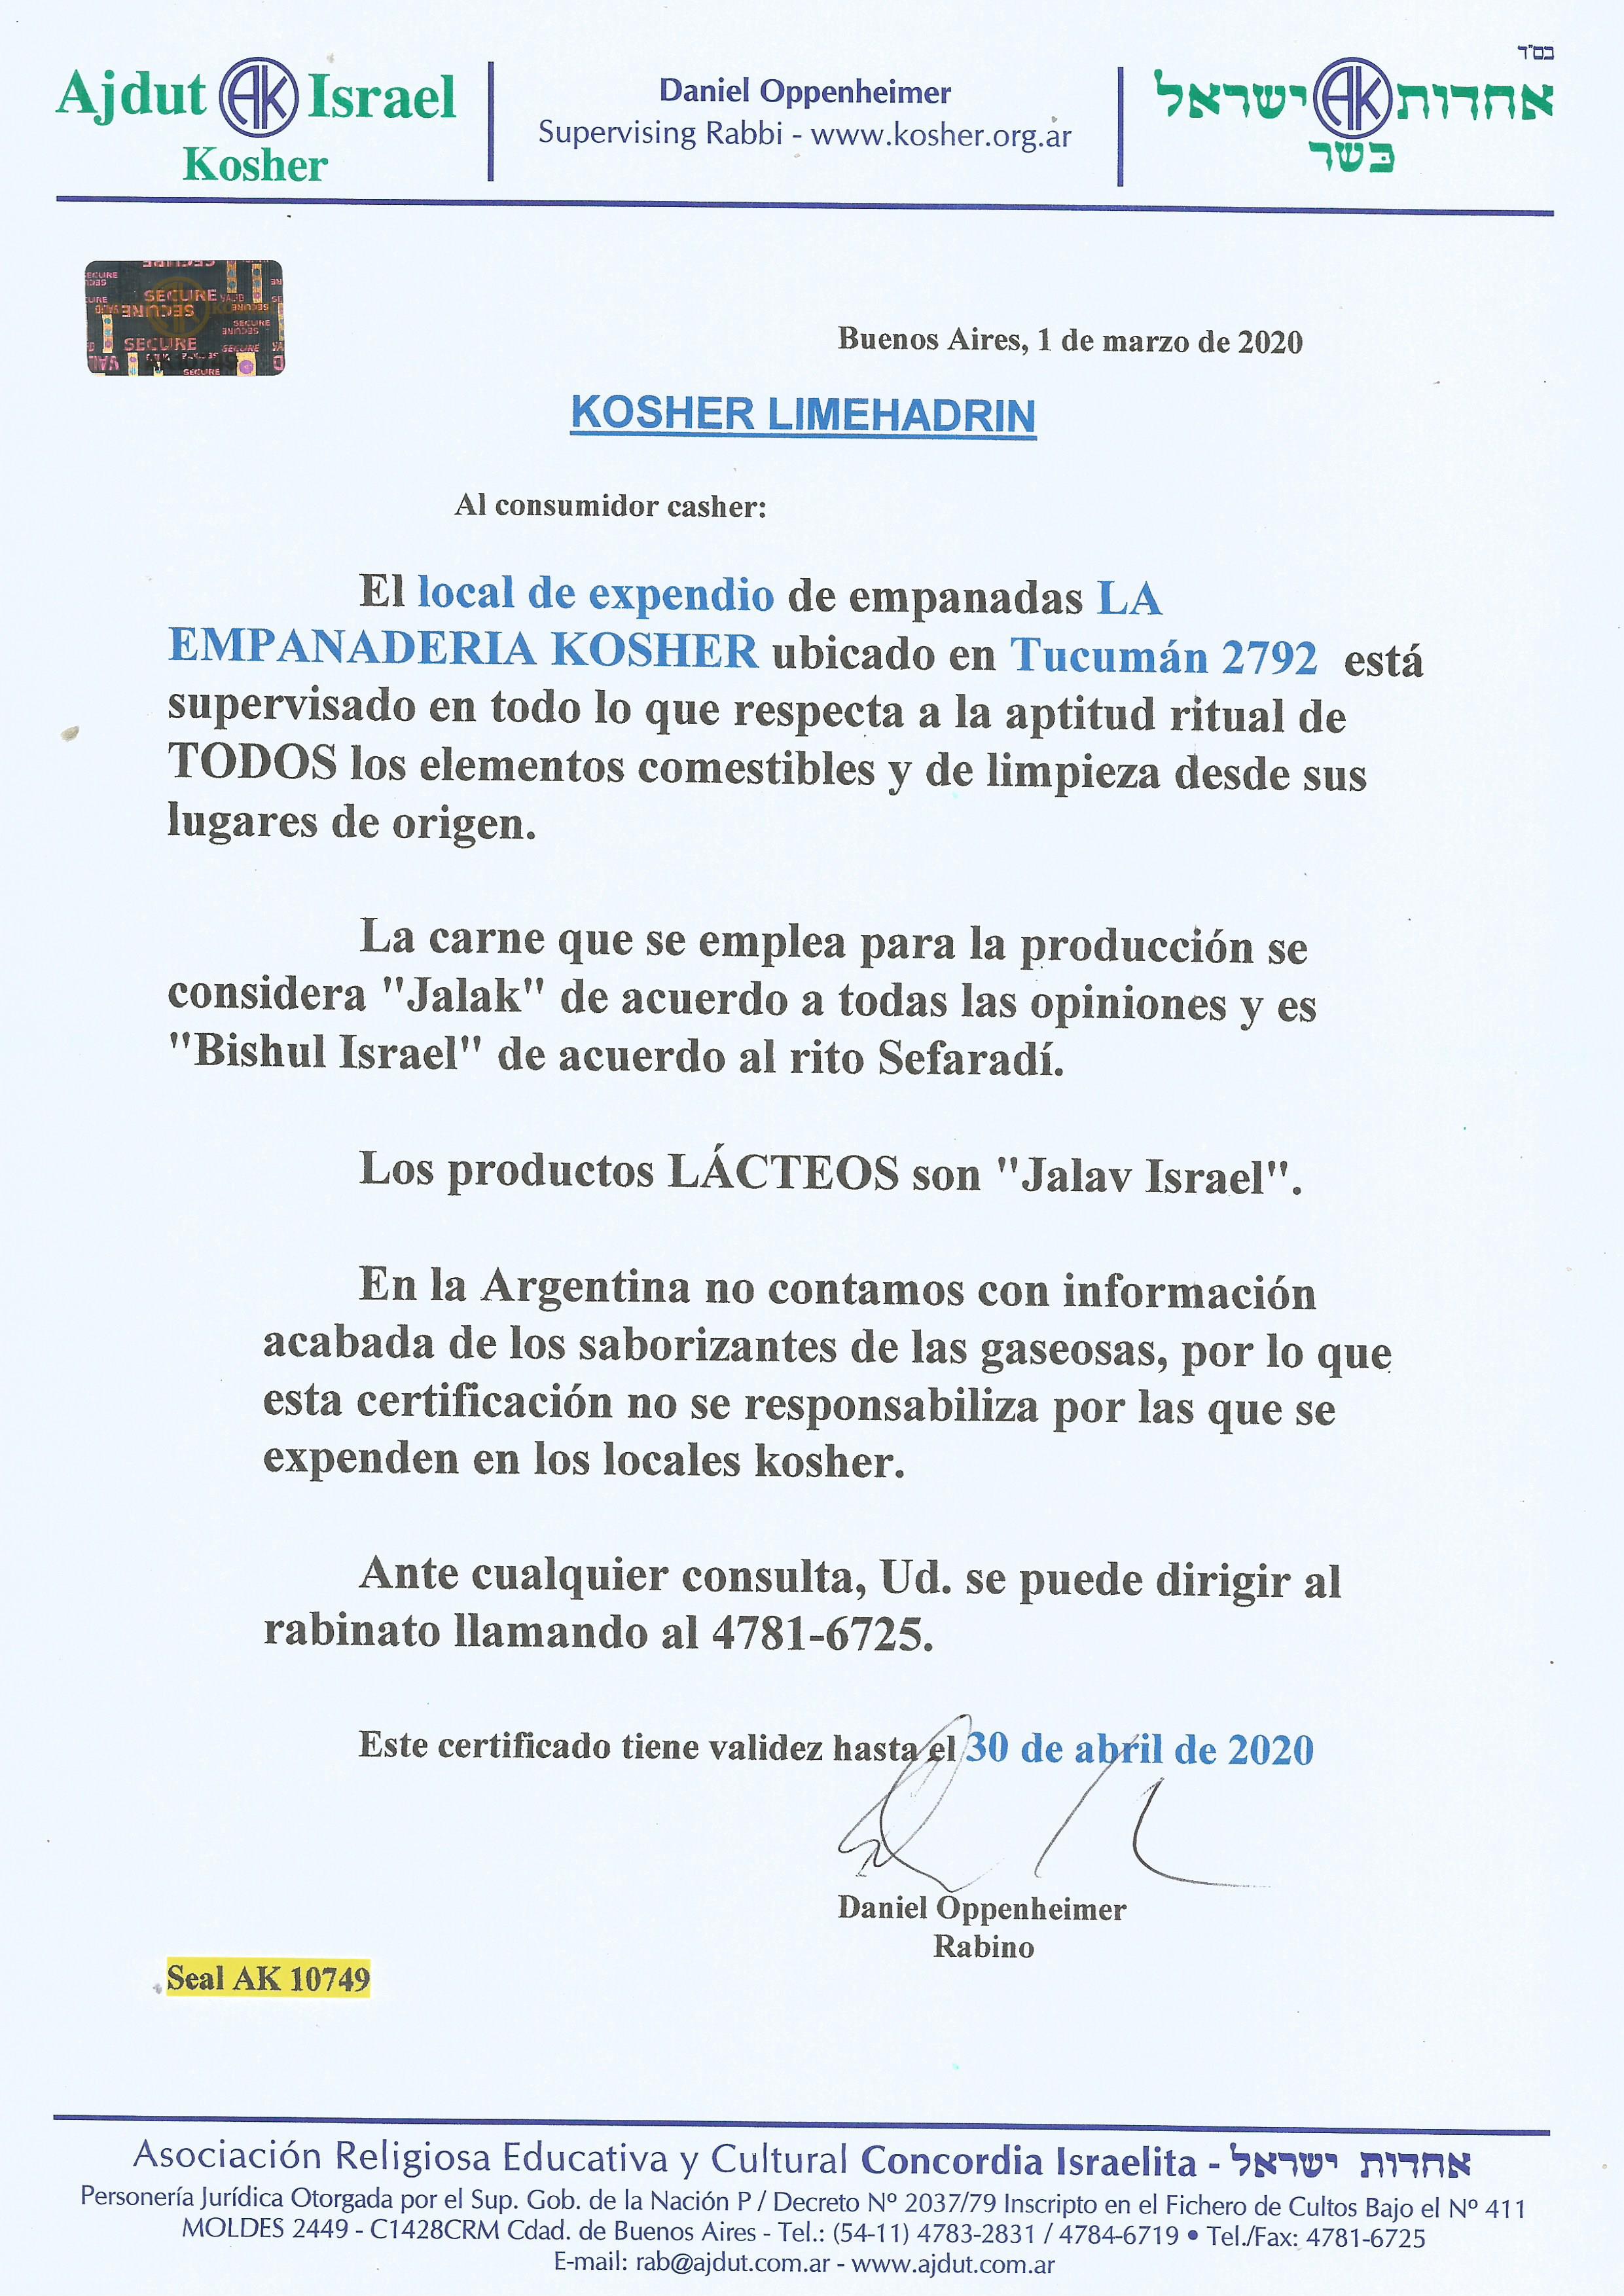 בס"ד
Ajdut AK Israel
Kosher
Daniel Oppenheimer
Supervising Rabbi - www.kosher.org.ar
אחדות AK ישראל
כשר
SECURE
SECURE
SECURE
Buenos Aires, 1 de marzo de 2020
KOSHER LIMEHADRIN
Al consumidor casher:
El local de expendio de empanadas LA
EMPANADERIA KOSHER ubicado en Tucumán 2792 está
supervisado en todo lo que respecta a la aptitud ritual de
TODOS los elementos comestibles y de limpieza desde sus
lugares de origen.
La carne que se emplea para la producción se
considera "Jalak" de acuerdo a todas las opiniones y es
"Bishul Israel" de acuerdo al rito Sefaradí.
Los productos LÁCTEOS son "Jalav Israel".
En la Argentina no contamos con información
acabada de los saborizantes de las gaseosas, por lo que
esta certificación no se responsabiliza por las que se
expenden en los locales kosher.
Ante cualquier consulta, Ud. se puede dirigir al
rabinato llamando al 4781-6725.
Este certificado tiene validez hasta el 30 de abril de 2020
Daniel Oppenheimer
Rabino
Seal AK 10749
Asociación Religiosa Educativa y Cultural Concordia Israelita - אחדות ישראל
Personería Jurídica Otorgada por el Sup. Gob. de la Nación P / Decreto Nº 2037/79 Inscripto en el Fichero de Cultos Bajo el Nº 411
MOLDES 2449 - C1428CRM Cdad. de Buenos Aires - Tel.: (54-11) 4783-2831 / 4784-6719 • Tel./Fax: 4781-6725
E-mail: rab@ajdut.com.ar - www.ajdut.com.ar